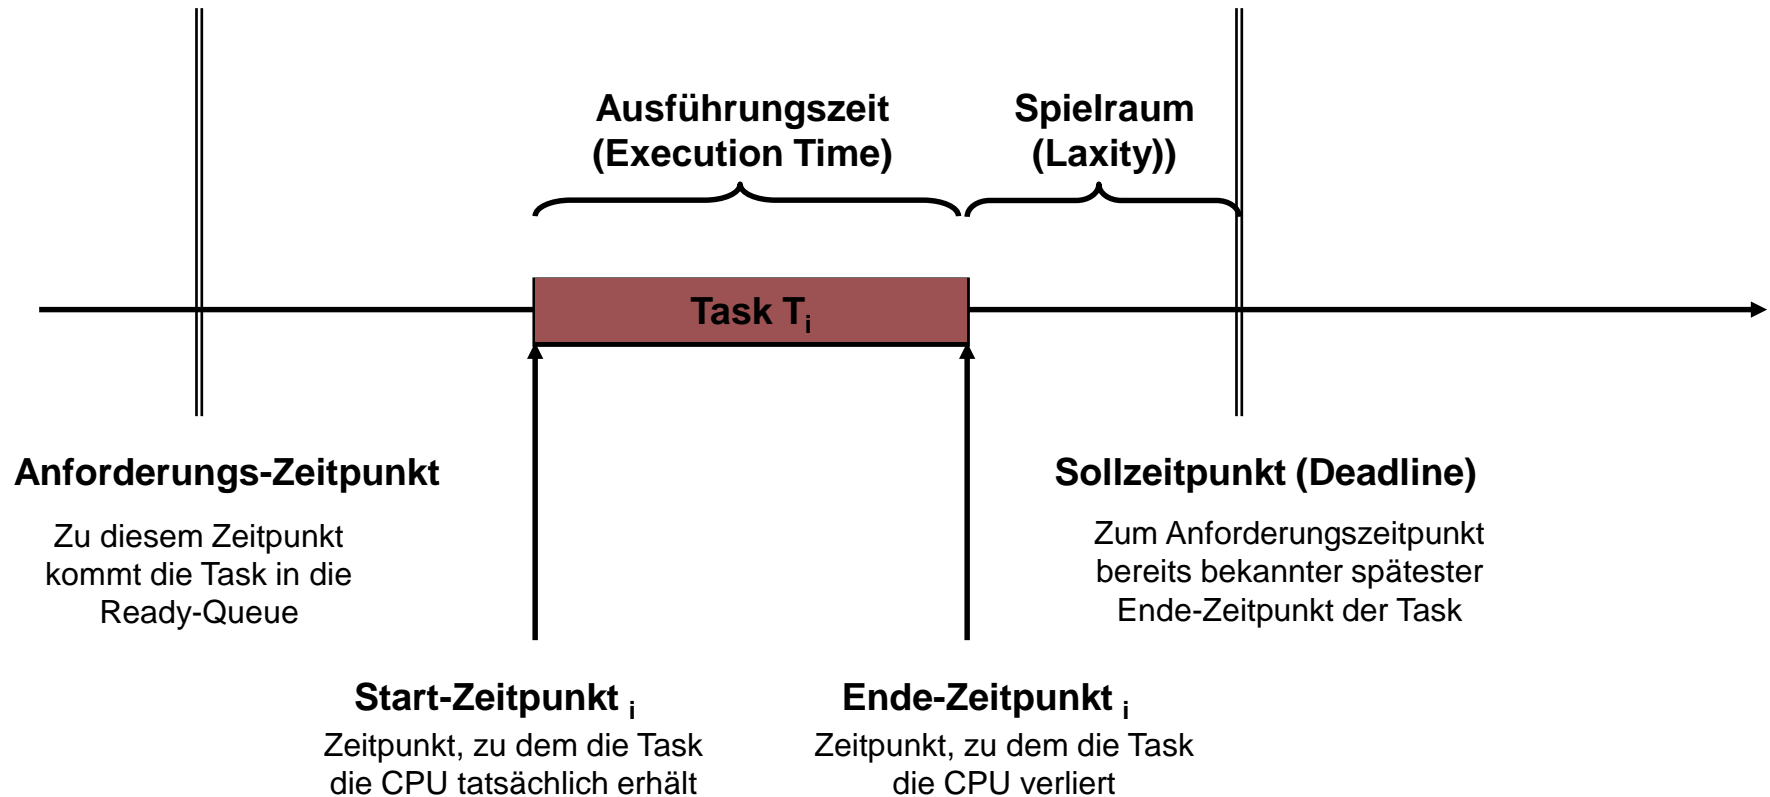 Ausführungszeit
(Execution Time)
Spielraum
(Laxity))
Task Ti
Anforderungs-Zeitpunkt
Zu diesem Zeitpunkt
kommt die Task in die
Ready-Queue
Sollzeitpunkt (Deadline)
Zum Anforderungszeitpunkt
bereits bekannter spätester
Ende-Zeitpunkt der Task
Start-Zeitpunkt i
Zeitpunkt, zu dem die Task
die CPU tatsächlich erhält
Ende-Zeitpunkt i
Zeitpunkt, zu dem die Task
die CPU verliert